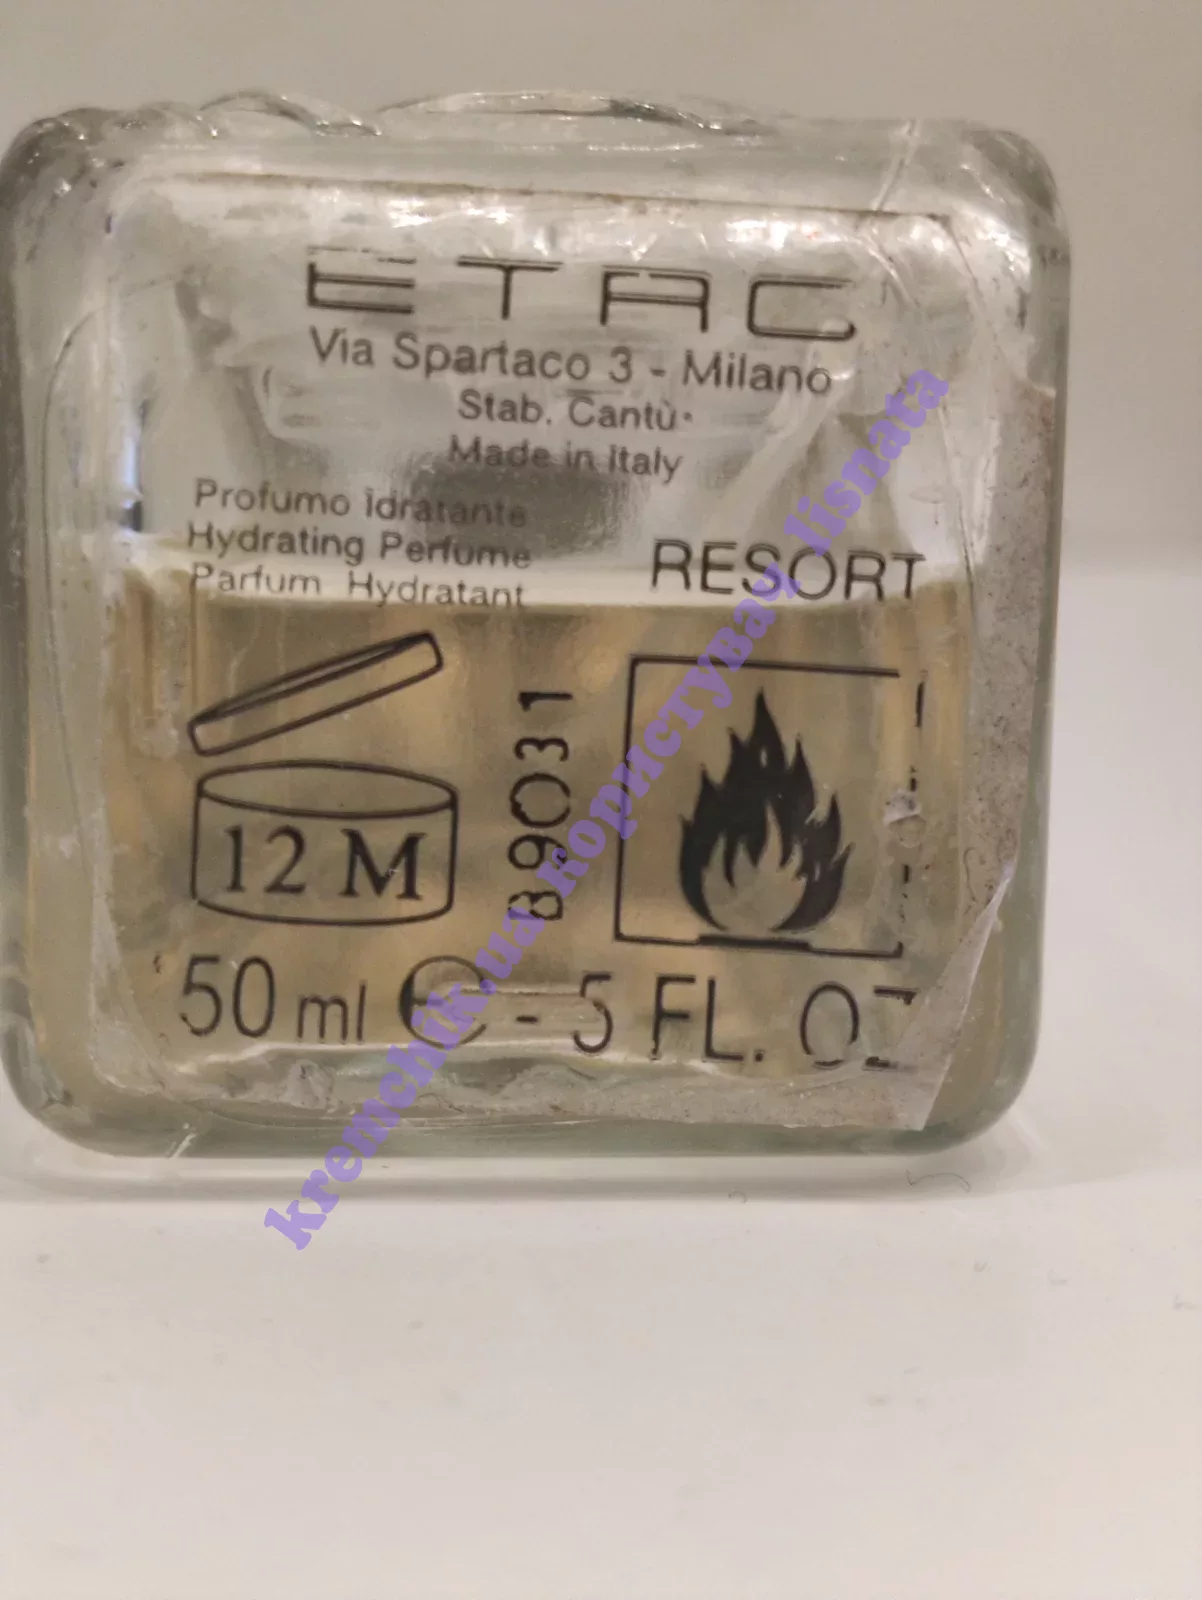 ETAC
Via Spartaco 3 - Milano
Stab. Cantù
Made in Italy
Profumo Idratante
Hydrating Perfume
Parfum Hydratant
RESORT
12 M
89031
50 ml - 5 FL. OZ
kremchik.ua користувач lisnata